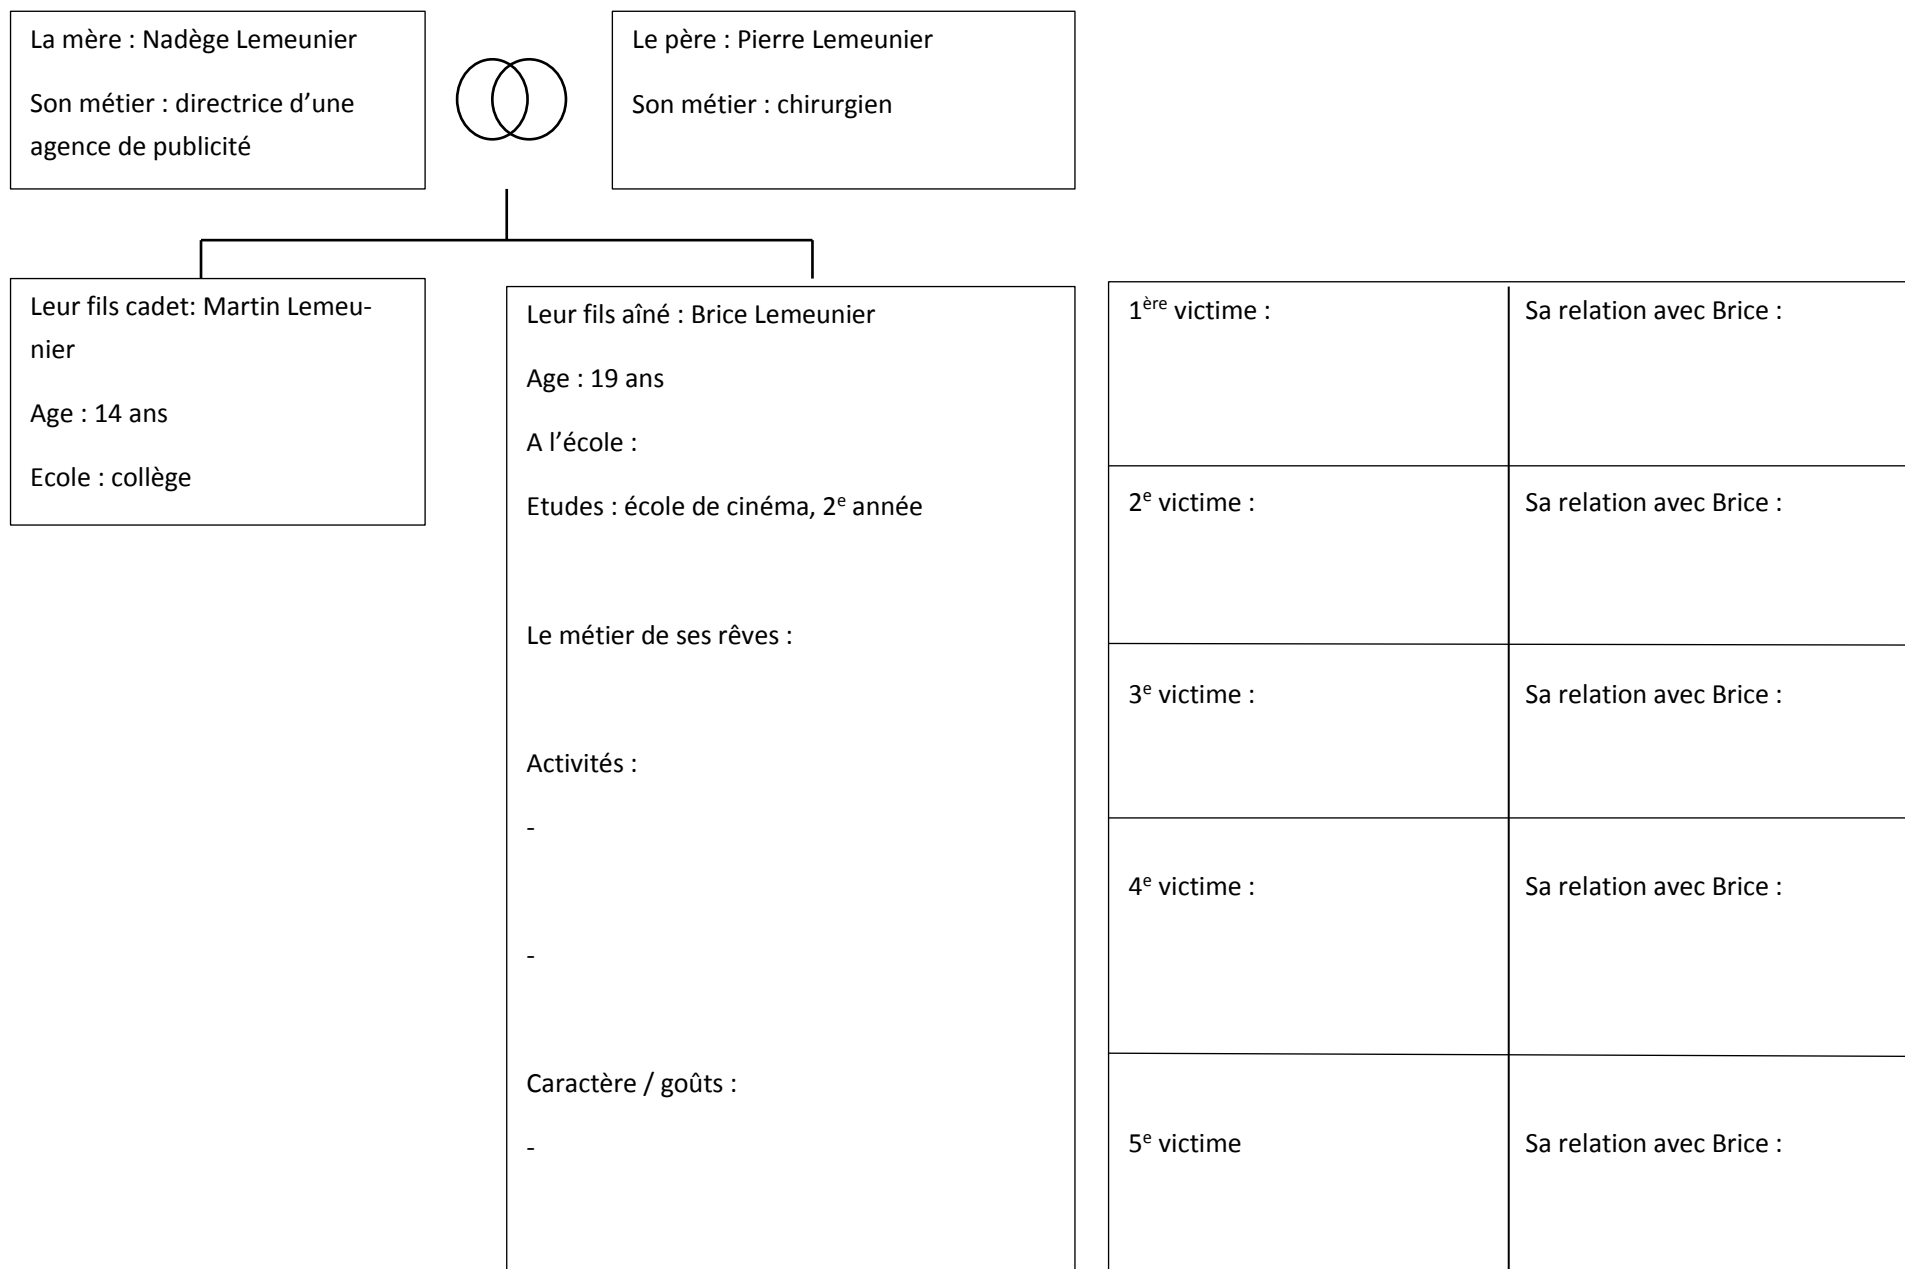 La mère : Nadège Lemeunier
Son métier : directrice d’une
agence de publicité
Le père : Pierre Lemeunier
Son métier : chirurgien
Leur fils cadet: Martin Lemeu-
nier
Age : 14 ans
Ecole : collège
Leur fils aîné : Brice Lemeunier
Age : 19 ans
A l’école :
Etudes : école de cinéma, 2e année
Le métier de ses rêves :
Activités :
-
-
Caractère / goûts :
-
1ère victime :
Sa relation avec Brice :
2e victime :
Sa relation avec Brice :
3e victime :
Sa relation avec Brice :
4e victime :
Sa relation avec Brice :
5e victime
Sa relation avec Brice :